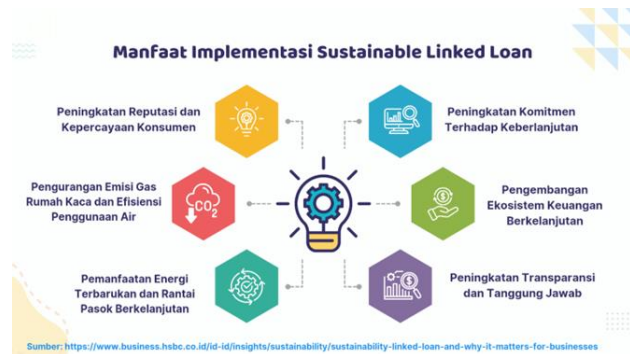 Manfaat Implementasi Sustainable Linked Loan
Peningkatan Reputasi dan
Kepercayaan Konsumen
Peningkatan Komitmen
Terhadap Keberlanjutan
Pengurangan Emisi Gas
Rumah Kaca dan Efisiensi
Penggunaan Air
CO2
Pengembangan
Ekosistem Keuangan
Berkelanjutan
Pemanfaatan Energi
Terbarukan dan Rantai
Pasok Berkelanjutan
Peningkatan Transparansi
dan Tanggung Jawab
Sumber: https://www.business.hsbc.co.id/id-id/insights/sustainability/sustainability-linked-loan-and-why-it-matters-for-businesses